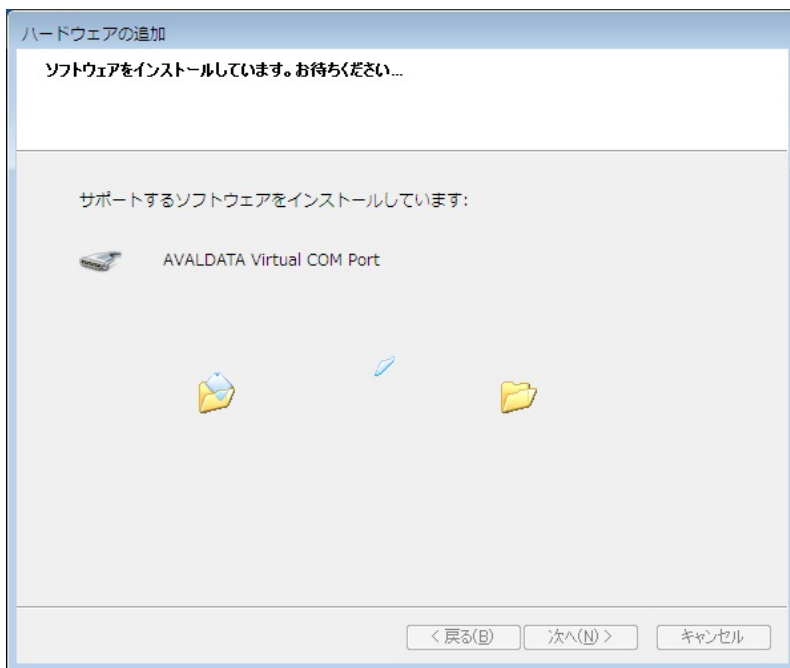 ハードウェアの追加
ソフトウェアをインストールしています。お待ちください...
サポートするソフトウェアをインストールしています:
AVALDATA Virtual COM Port
< 戻る(B) 次へ(N) > キャンセル